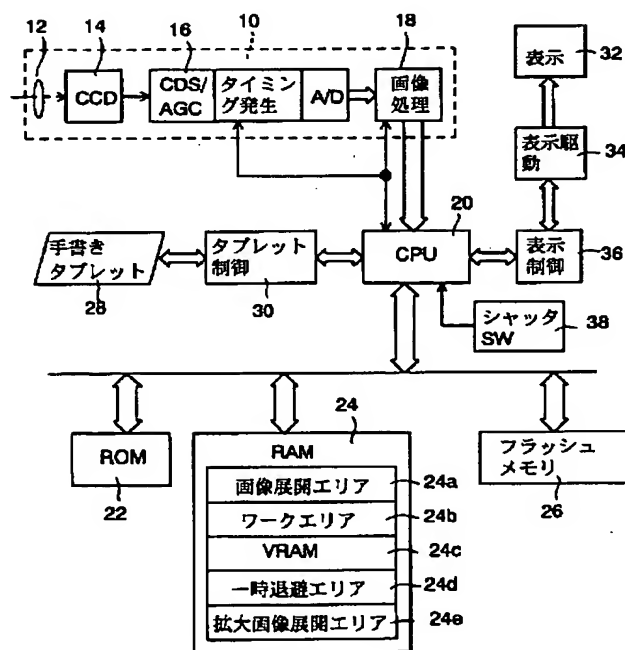 12
14
16
10
18
CCD
CDS/
AGC
タイミン
グ発生
A/D
画像
処理
表示
32
表示駆動
34
表示
制御
36
手書き
タブレット
28
タブレット
制御
30
CPU
20
シャッタ
SW
38
ROM
22
RAM
24
画像展開エリア
24a
ワークエリア
24b
VRAM
24c
一時退避エリア
24d
拡大画像展開エリア
24e
フラッシュ
メモリ
26